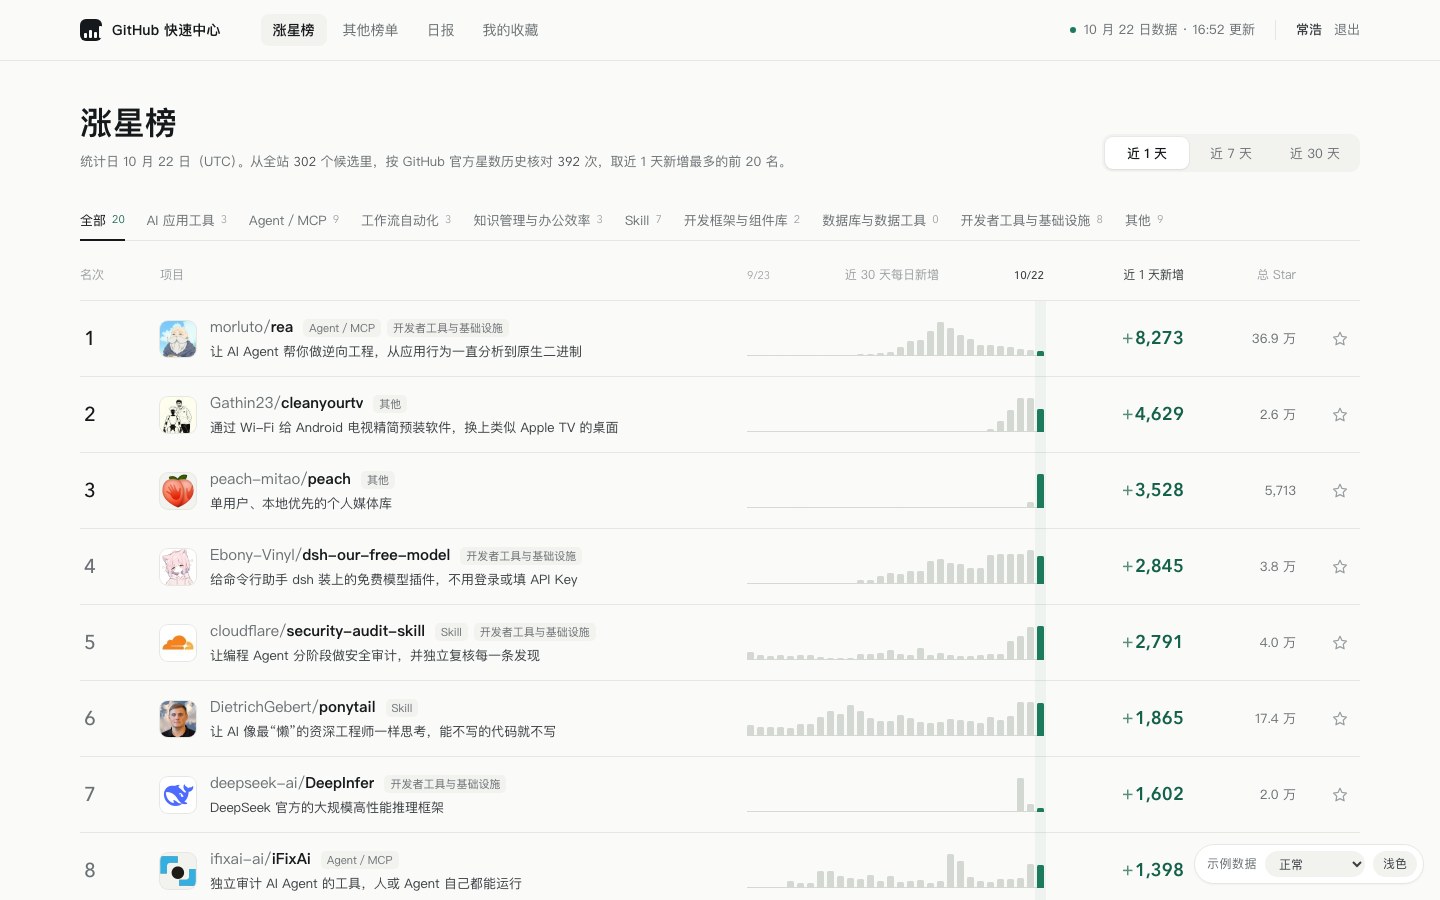 GitHub 快速中心
涨星榜 其他榜单 日报 我的收藏
10 月 22 日数据 · 16:52 更新 常浩 退出
涨星榜
统计日 10 月 22 日（UTC）。从全站 302 个候选里，按 GitHub 官方星数历史核对 392 次，取近 1 天新增最多的前 20 名。
近 1 天 近 7 天 近 30 天
全部 20 AI 应用工具 3 Agent / MCP 9 工作流自动化 3 知识管理与办公效率 3 Skill 7 开发框架与组件库 2 数据库与数据工具 0 开发者工具与基础设施 8 其他 9
名次 项目 9/23 近 30 天每日新增 10/22 近 1 天新增 总 Star
1 morluto/rea Agent / MCP 开发者工具与基础设施
让 AI Agent 帮你做逆向工程，从应用行为一直分析到原生二进制
+8,273 36.9 万
2 Gathin23/cleanyourtv 其他
通过 Wi-Fi 给 Android 电视精简预装软件，换上类似 Apple TV 的桌面
+4,629 2.6 万
3 peach-mitao/peach 其他
单用户、本地优先的个人媒体库
+3,528 5,713
4 Ebony-Vinyl/dsh-our-free-model 开发者工具与基础设施
给命令行助手 dsh 装上的免费模型插件，不用登录或填 API Key
+2,845 3.8 万
5 cloudflare/security-audit-skill Skill 开发者工具与基础设施
让编程 Agent 分阶段做安全审计，并独立复核每一条发现
+2,791 4.0 万
6 DietrichGebert/ponytail Skill
让 AI 像最“懒”的资深工程师一样思考，能不写的代码就不写
+1,865 17.4 万
7 deepseek-ai/DeepInfer 开发者工具与基础设施
DeepSeek 官方的大规模高性能推理框架
+1,602 2.0 万
8 ifixai-ai/iFixAi Agent / MCP
独立审计 AI Agent 的工具，人或 Agent 自己都能运行
+1,398
示例数据 正常 浅色